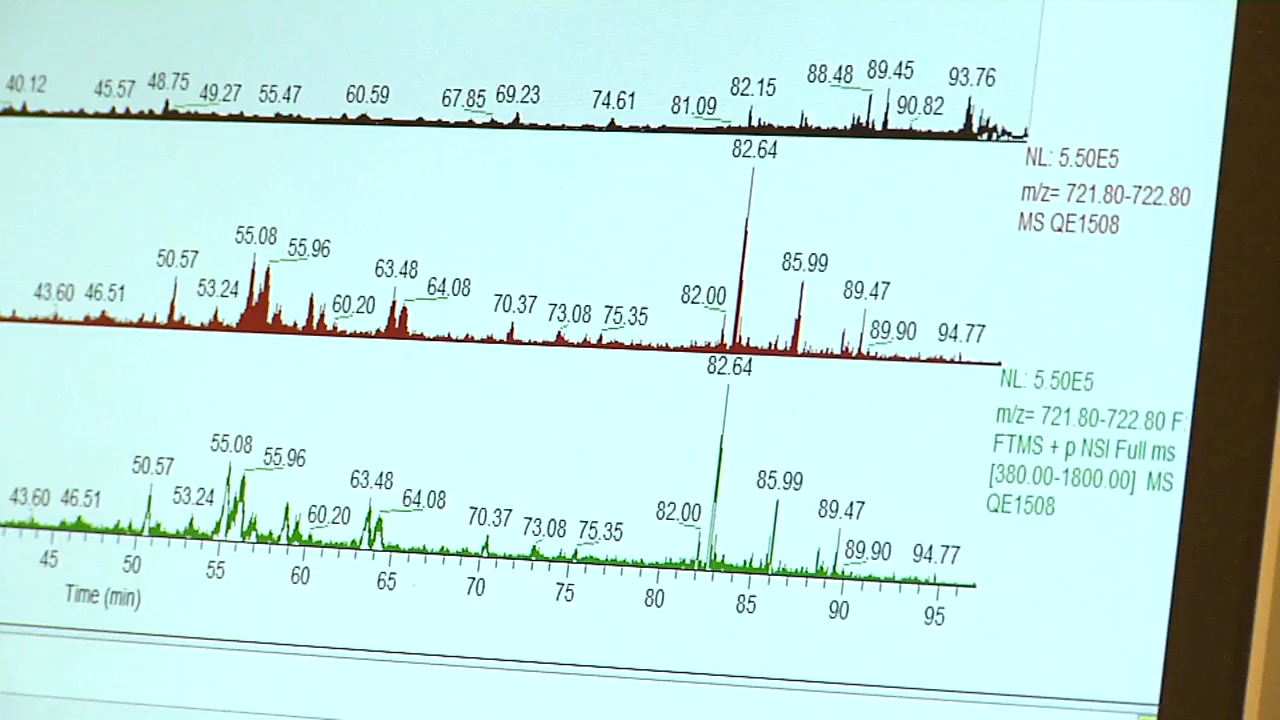 40.12 45.57 48.75 49.27 55.47 60.59 67.85 69.23 74.61 81.09 82.15 88.48 89.45 90.82 93.76
NL: 5.50E5
m/z= 721.80-722.80
MS QE1508
43.60 46.51 50.57 53.24 55.08 55.96 60.20 63.48 64.08 70.37 73.08 75.35 82.00 82.64 85.99 89.47 89.90 94.77
NL: 5.50E5
m/z= 721.80-722.80 F:
FTMS + p NSI Full ms
[380.00-1800.00] MS
QE1508
43.60 46.51 50.57 53.24 55.08 55.96 60.20 63.48 64.08 70.37 73.08 75.35 82.00 82.64 85.99 89.47 89.90 94.77
45 50 55 60 65 70 75 80 85 90 95
Time (min)